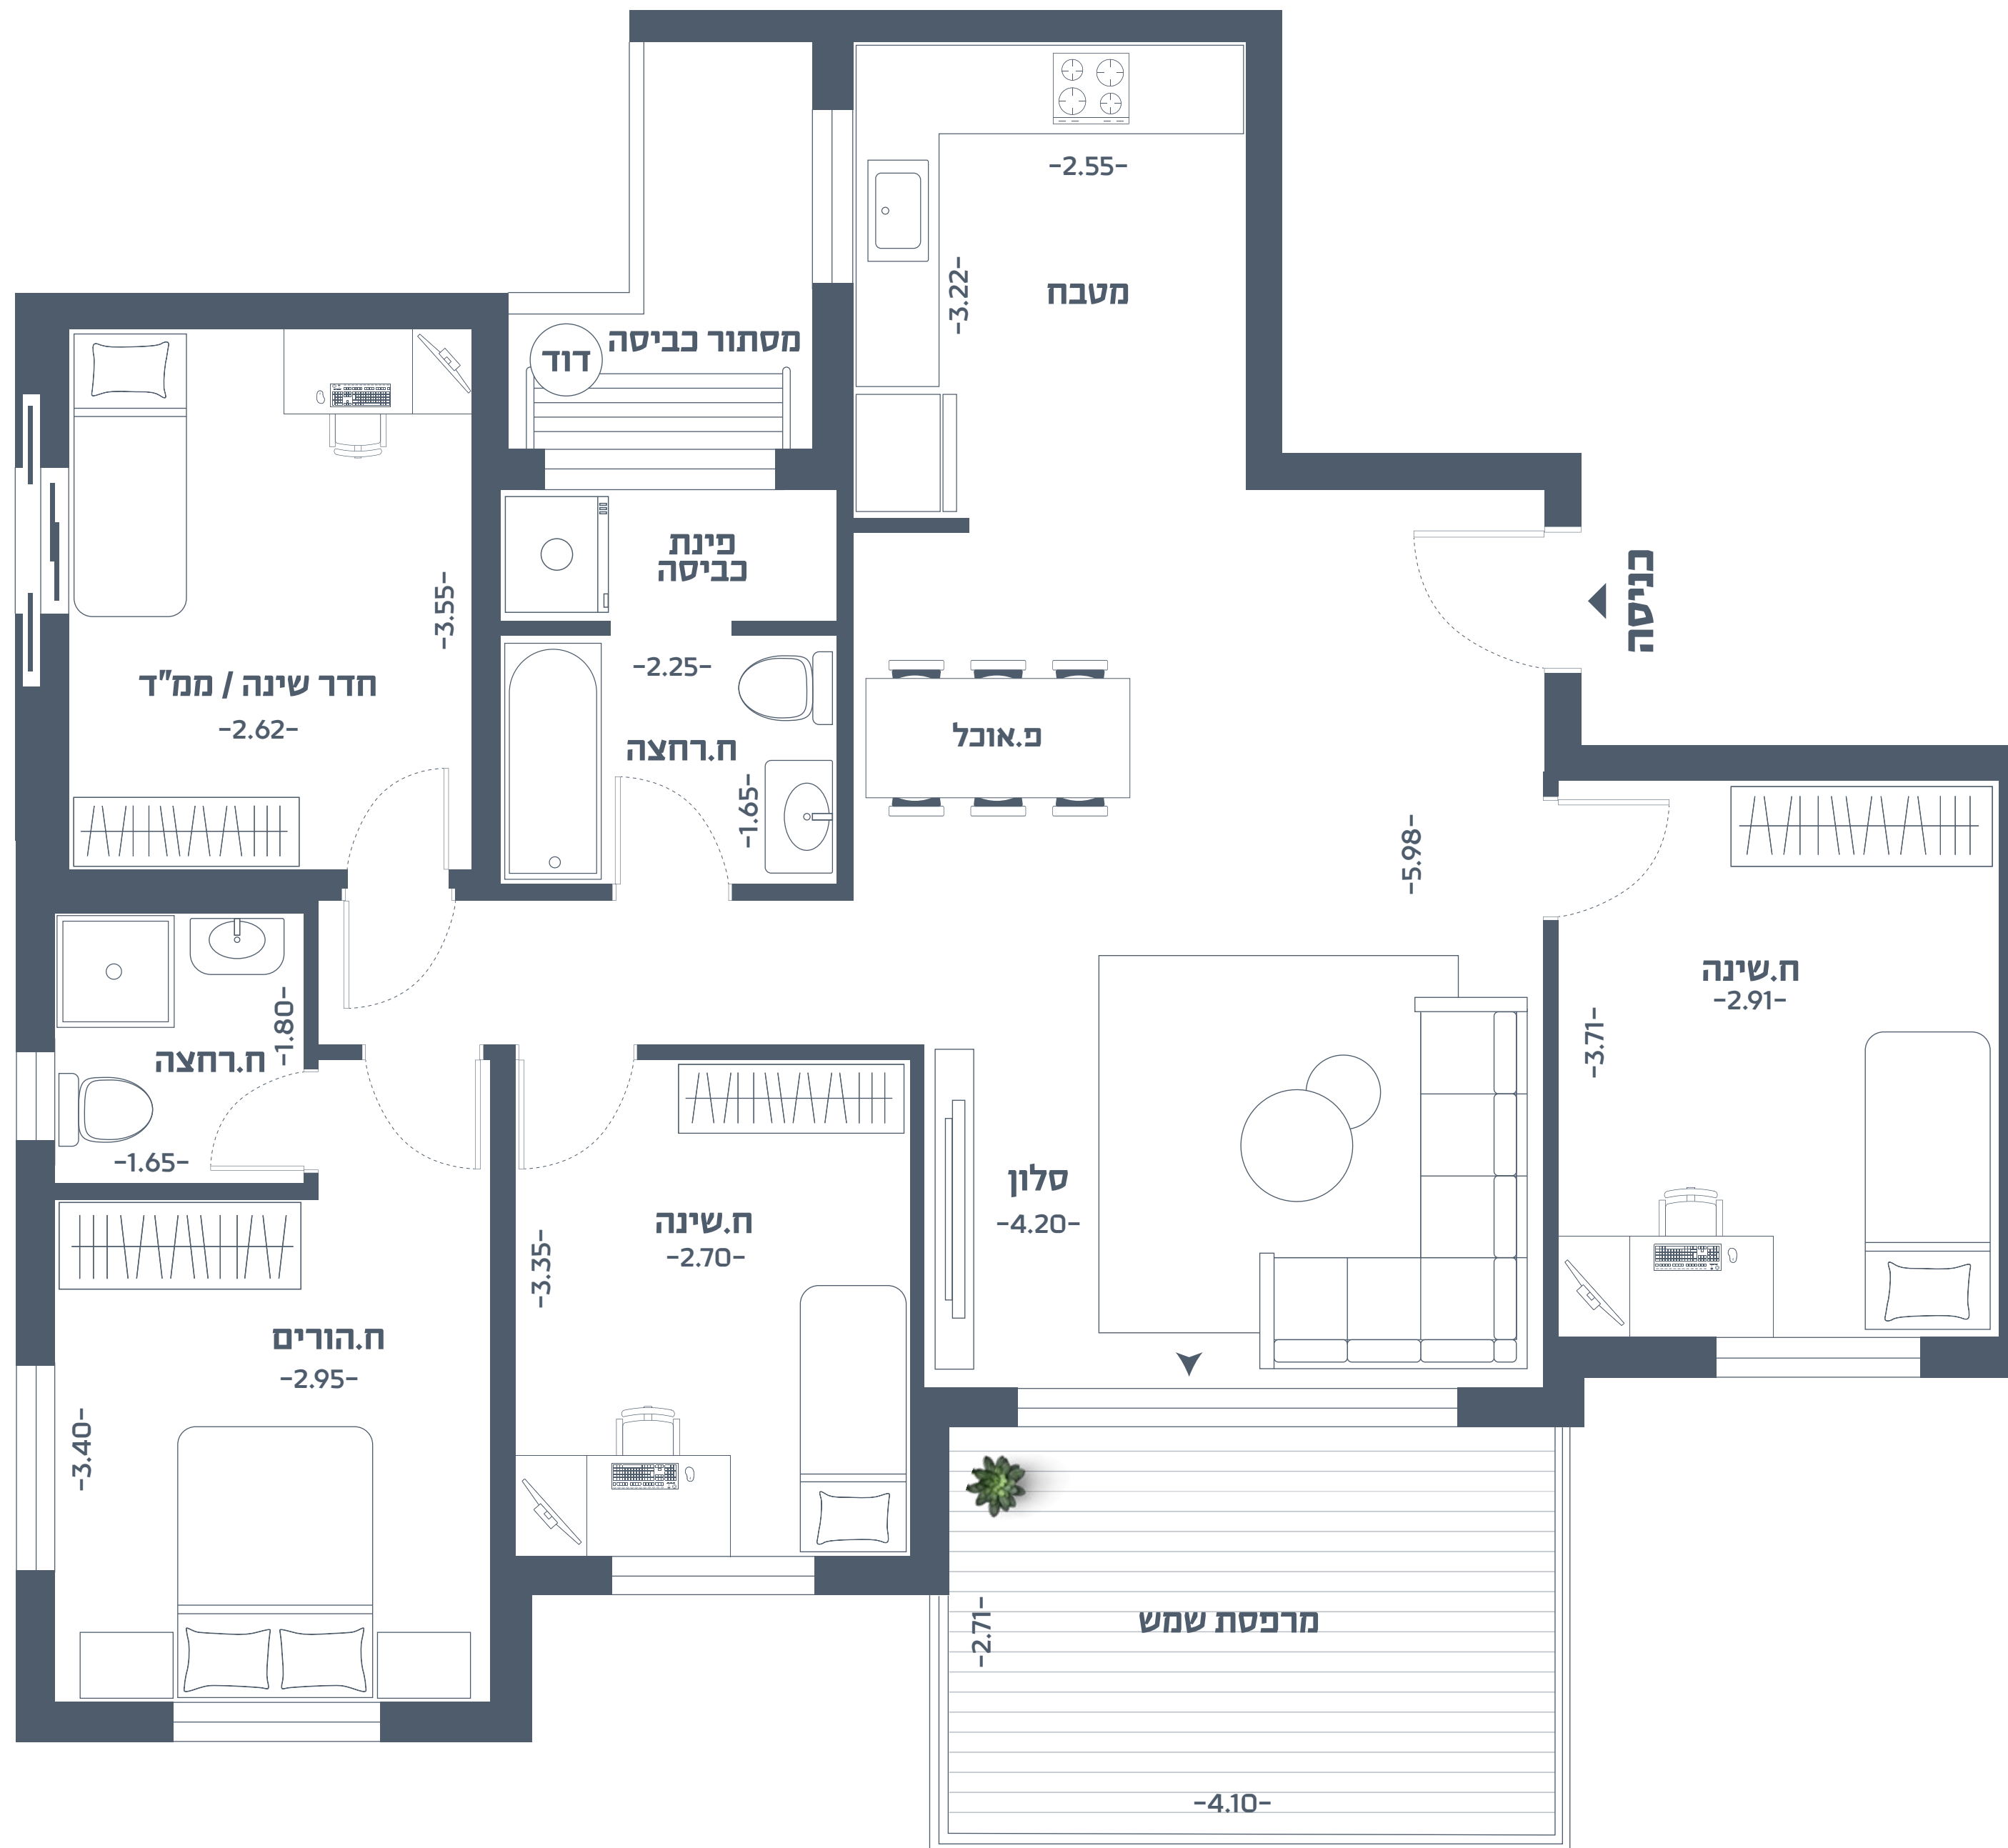 -2.55-
-3.22-
מטבח
מסתור כביסה
דוד
כניסה
פינת
כביסה
-3.55-
-2.25-
חדר שינה / ממ"ד
-2.62-
ח.רחצה
-1.65-
פ.אוכל
-5.98-
ח.שינה
-2.91-
-3.71-
-1.80-
ח.רחצה
-1.65-
סלון
-4.20-
ח.שינה
-2.70-
-3.35-
ח.הורים
-2.95-
-3.40-
מרפסת שמש
-2.71-
-4.10-